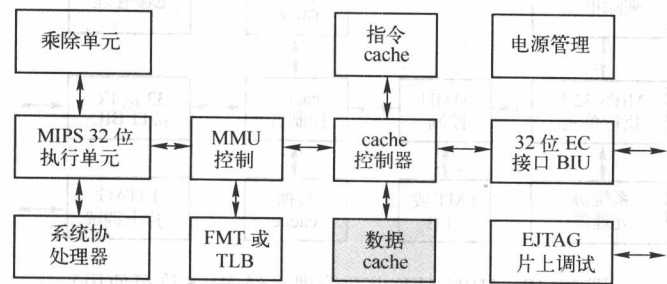 乘除单元
指令
cache
电源管理
MIPS 32 位
执行单元
MMU
控制
cache
控制器
32 位 EC
接口 BIU
系统协
处理器
FMT 或
TLB
数据
cache
EJTAG
片上调试